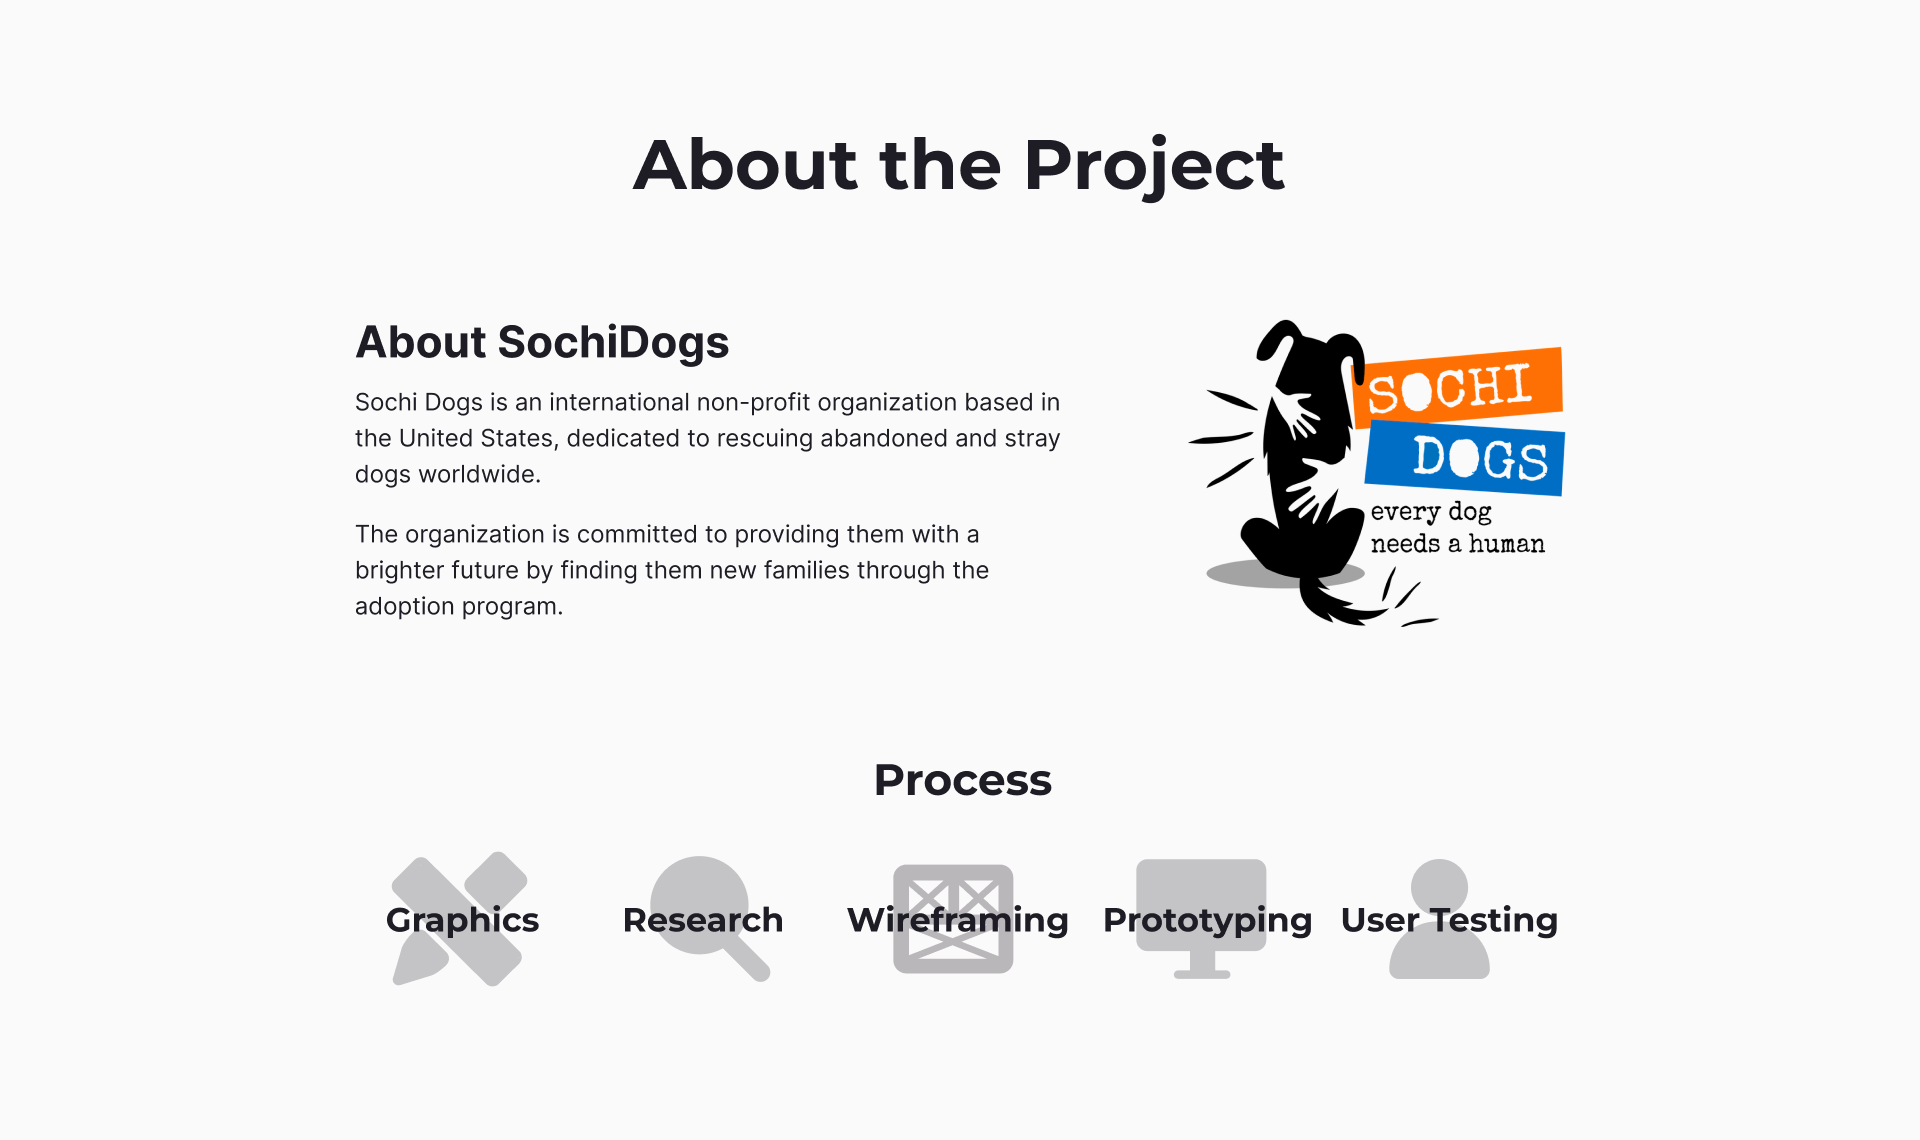 About the Project
About SochiDogs
Sochi Dogs is an international non-profit organization based in
the United States, dedicated to rescuing abandoned and stray
dogs worldwide.
The organization is committed to providing them with a
brighter future by finding them new families through the
adoption program.
SOCHI
DOGS
every dog
needs a human
Process
Graphics
Research
Wireframing
Prototyping
User Testing